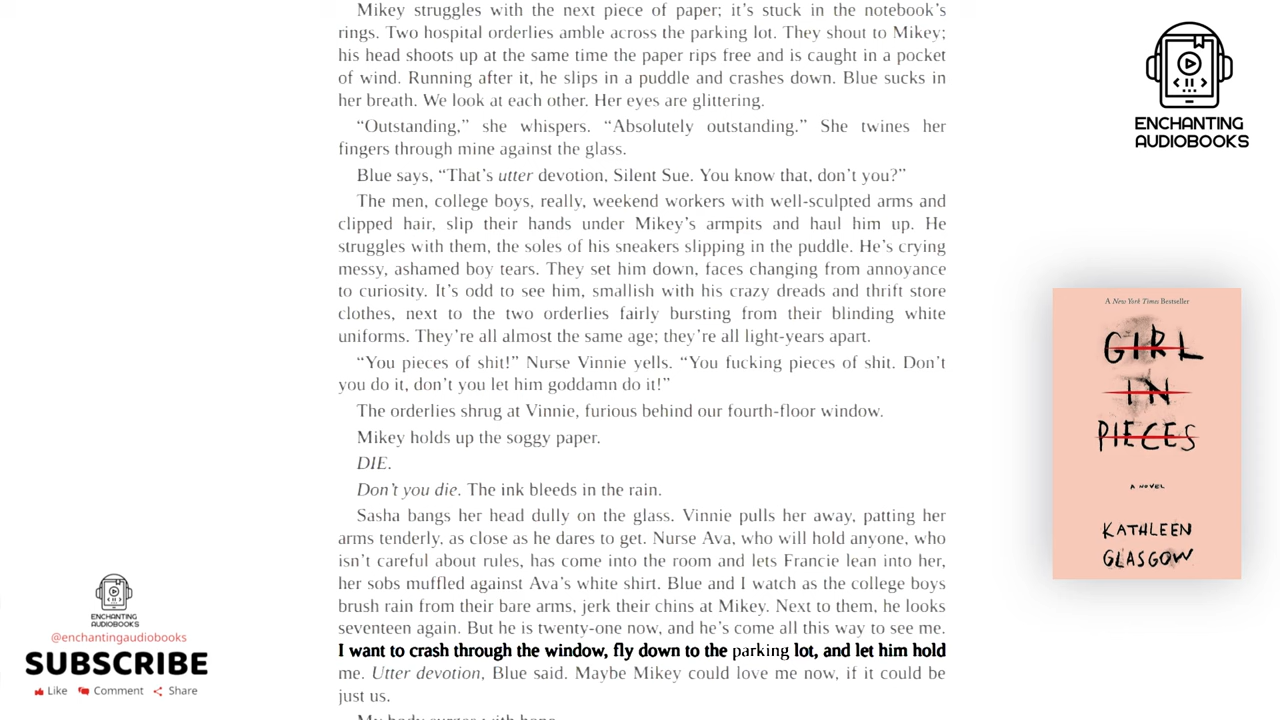 Mikey struggles with the next piece of paper; it's stuck in the notebook's
rings. Two hospital orderlies amble across the parking lot. They shout to Mikey;
his head shoots up at the same time the paper rips free and is caught in a pocket
of wind. Running after it, he slips in a puddle and crashes down. Blue sucks in
her breath. We look at each other. Her eyes are glittering.
“Outstanding,” she whispers. “Absolutely outstanding.” She twines her
fingers through mine against the glass.
Blue says, “That's utter devotion, Silent Sue. You know that, don't you?”
The men, college boys, really, weekend workers with well-sculpted arms and
clipped hair, slip their hands under Mikey's armpits and haul him up. He
struggles with them, the soles of his sneakers slipping in the puddle. He's crying
messy, ashamed boy tears. They set him down, faces changing from annoyance
to curiosity. It's odd to see him, smallish with his crazy dreads and thrift store
clothes, next to the two orderlies fairly bursting from their blinding white
uniforms. They're all almost the same age; they're all light-years apart.
“You pieces of shit!” Nurse Vinnie yells. “You fucking pieces of shit. Don't
you do it, don't you let him goddamn do it!”
The orderlies shrug at Vinnie, furious behind our fourth-floor window.
Mikey holds up the soggy paper.
DIE.
Don't you die. The ink bleeds in the rain.
Sasha bangs her head dully on the glass. Vinnie pulls her away, patting her
arms tenderly, as close as he dares to get. Nurse Ava, who will hold anyone, who
isn't careful about rules, has come into the room and lets Francie lean into her,
her sobs muffled against Ava's white shirt. Blue and I watch as the college boys
brush rain from their bare arms, jerk their chins at Mikey. Next to them, he looks
seventeen again. But he is twenty-one now, and he's come all this way to see me.
I want to crash through the window, fly down to the parking lot, and let him hold
me. Utter devotion, Blue said. Maybe Mikey could love me now, if it could be
just us.
My body surges with hope.
ENCHANTING
AUDIOBOOKS
A New York Times Bestseller
GIRL
IN
PIECES
A NOVEL
KATHLEEN
GLASGOW
ENCHANTING
AUDIOBOOKS
@enchantingaudiobooks
SUBSCRIBE
Like Comment Share